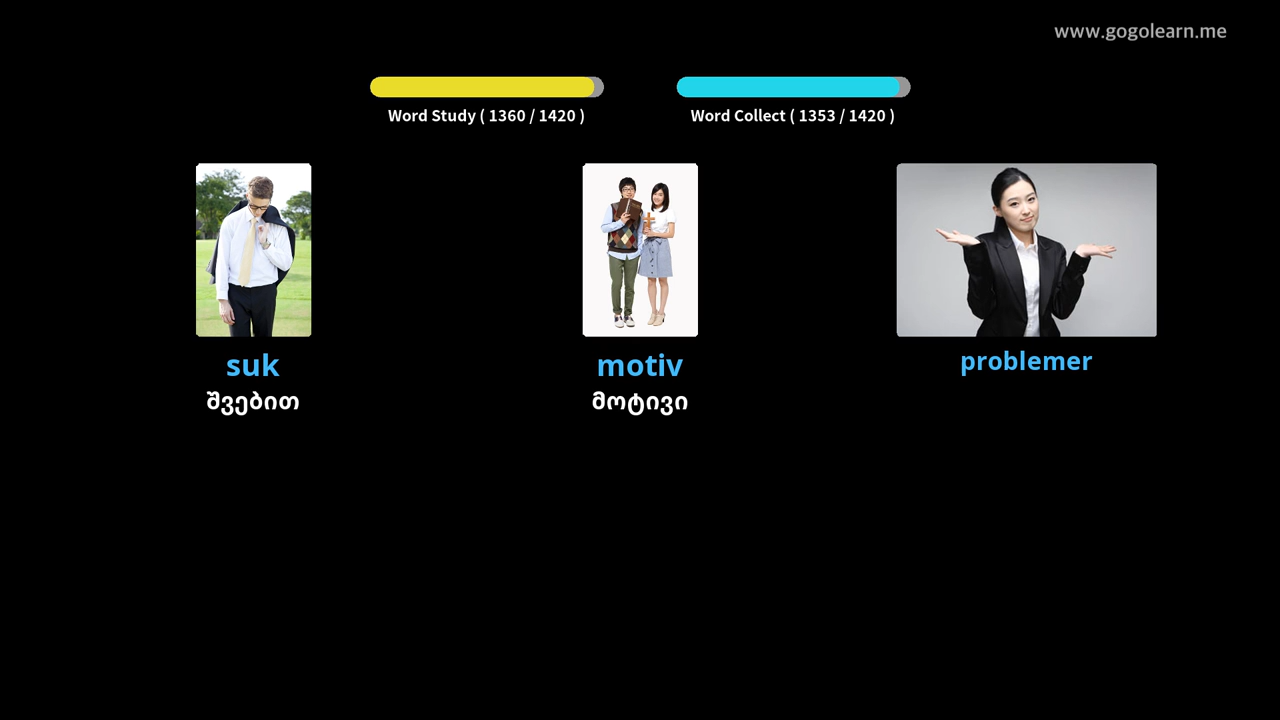 www.gogolearn.me
Word Study ( 1360 / 1420 )
Word Collect ( 1353 / 1420 )
suk
motiv
problemer
შვებით
მოტივი